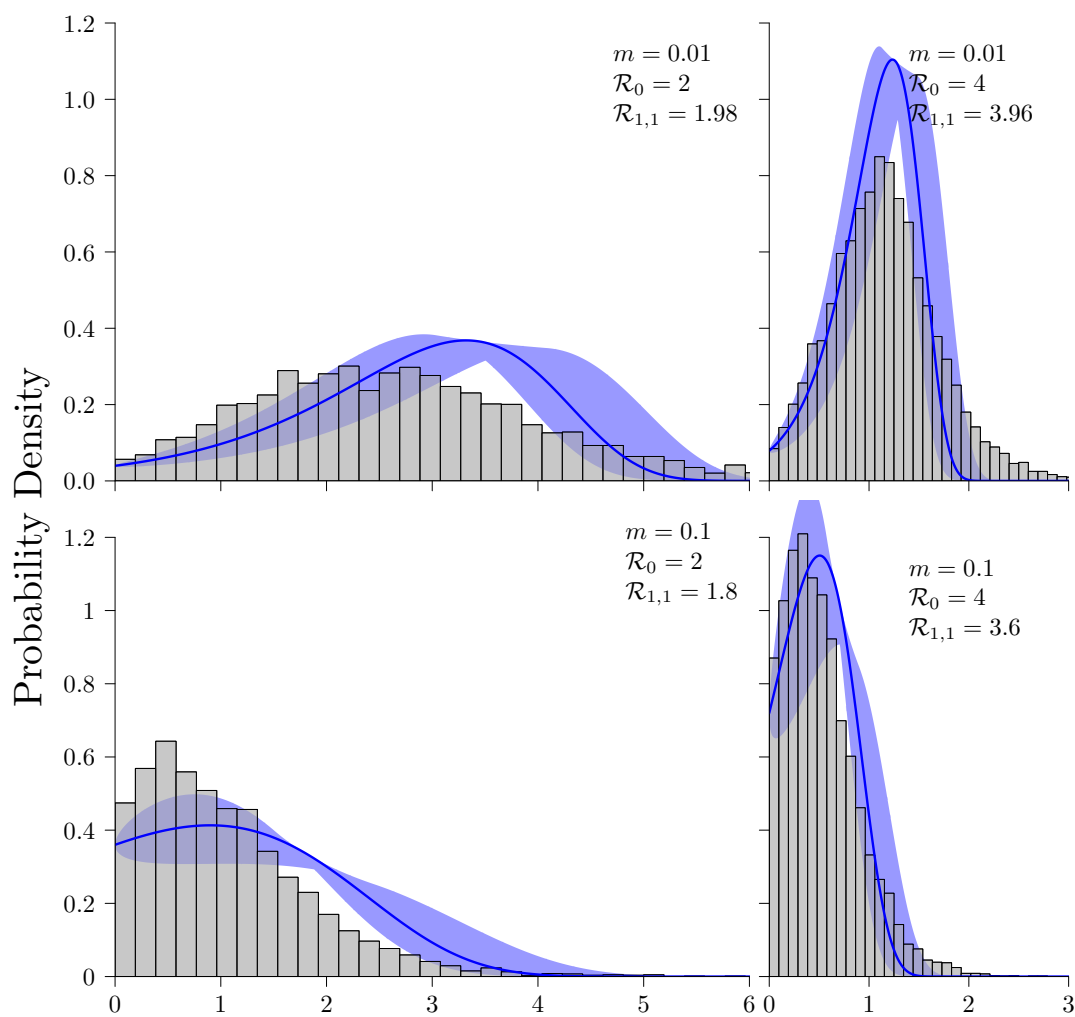 Probability Density
1.2
1.0
0.8
0.6
0.4
0.2
0.0
m = 0.01
ℛ₀ = 2
ℛ₁,₁ = 1.98
m = 0.01
ℛ₀ = 4
ℛ₁,₁ = 3.96
1.2
1
0.8
0.6
0.4
0.2
0
m = 0.1
ℛ₀ = 2
ℛ₁,₁ = 1.8
m = 0.1
ℛ₀ = 4
ℛ₁,₁ = 3.6
0 1 2 3 4 5 6 0 1 2 3